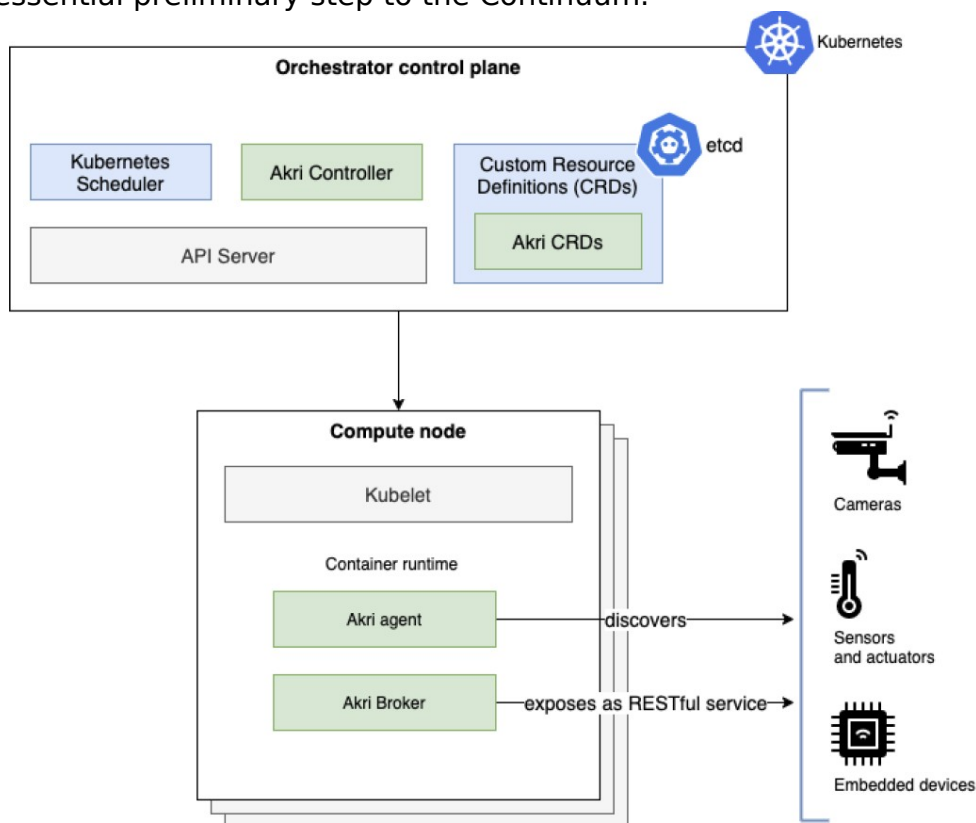 essential preliminary step to the Continuum.
Kubernetes
Orchestrator control plane
etcd
Kubernetes
Scheduler
Akri Controller
Custom Resource
Definitions (CRDs)
Akri CRDs
API Server
Compute node
Kubelet
Container runtime
Akri agent
discovers
Akri Broker
exposes as RESTful service
Cameras
Sensors
and actuators
Embedded devices